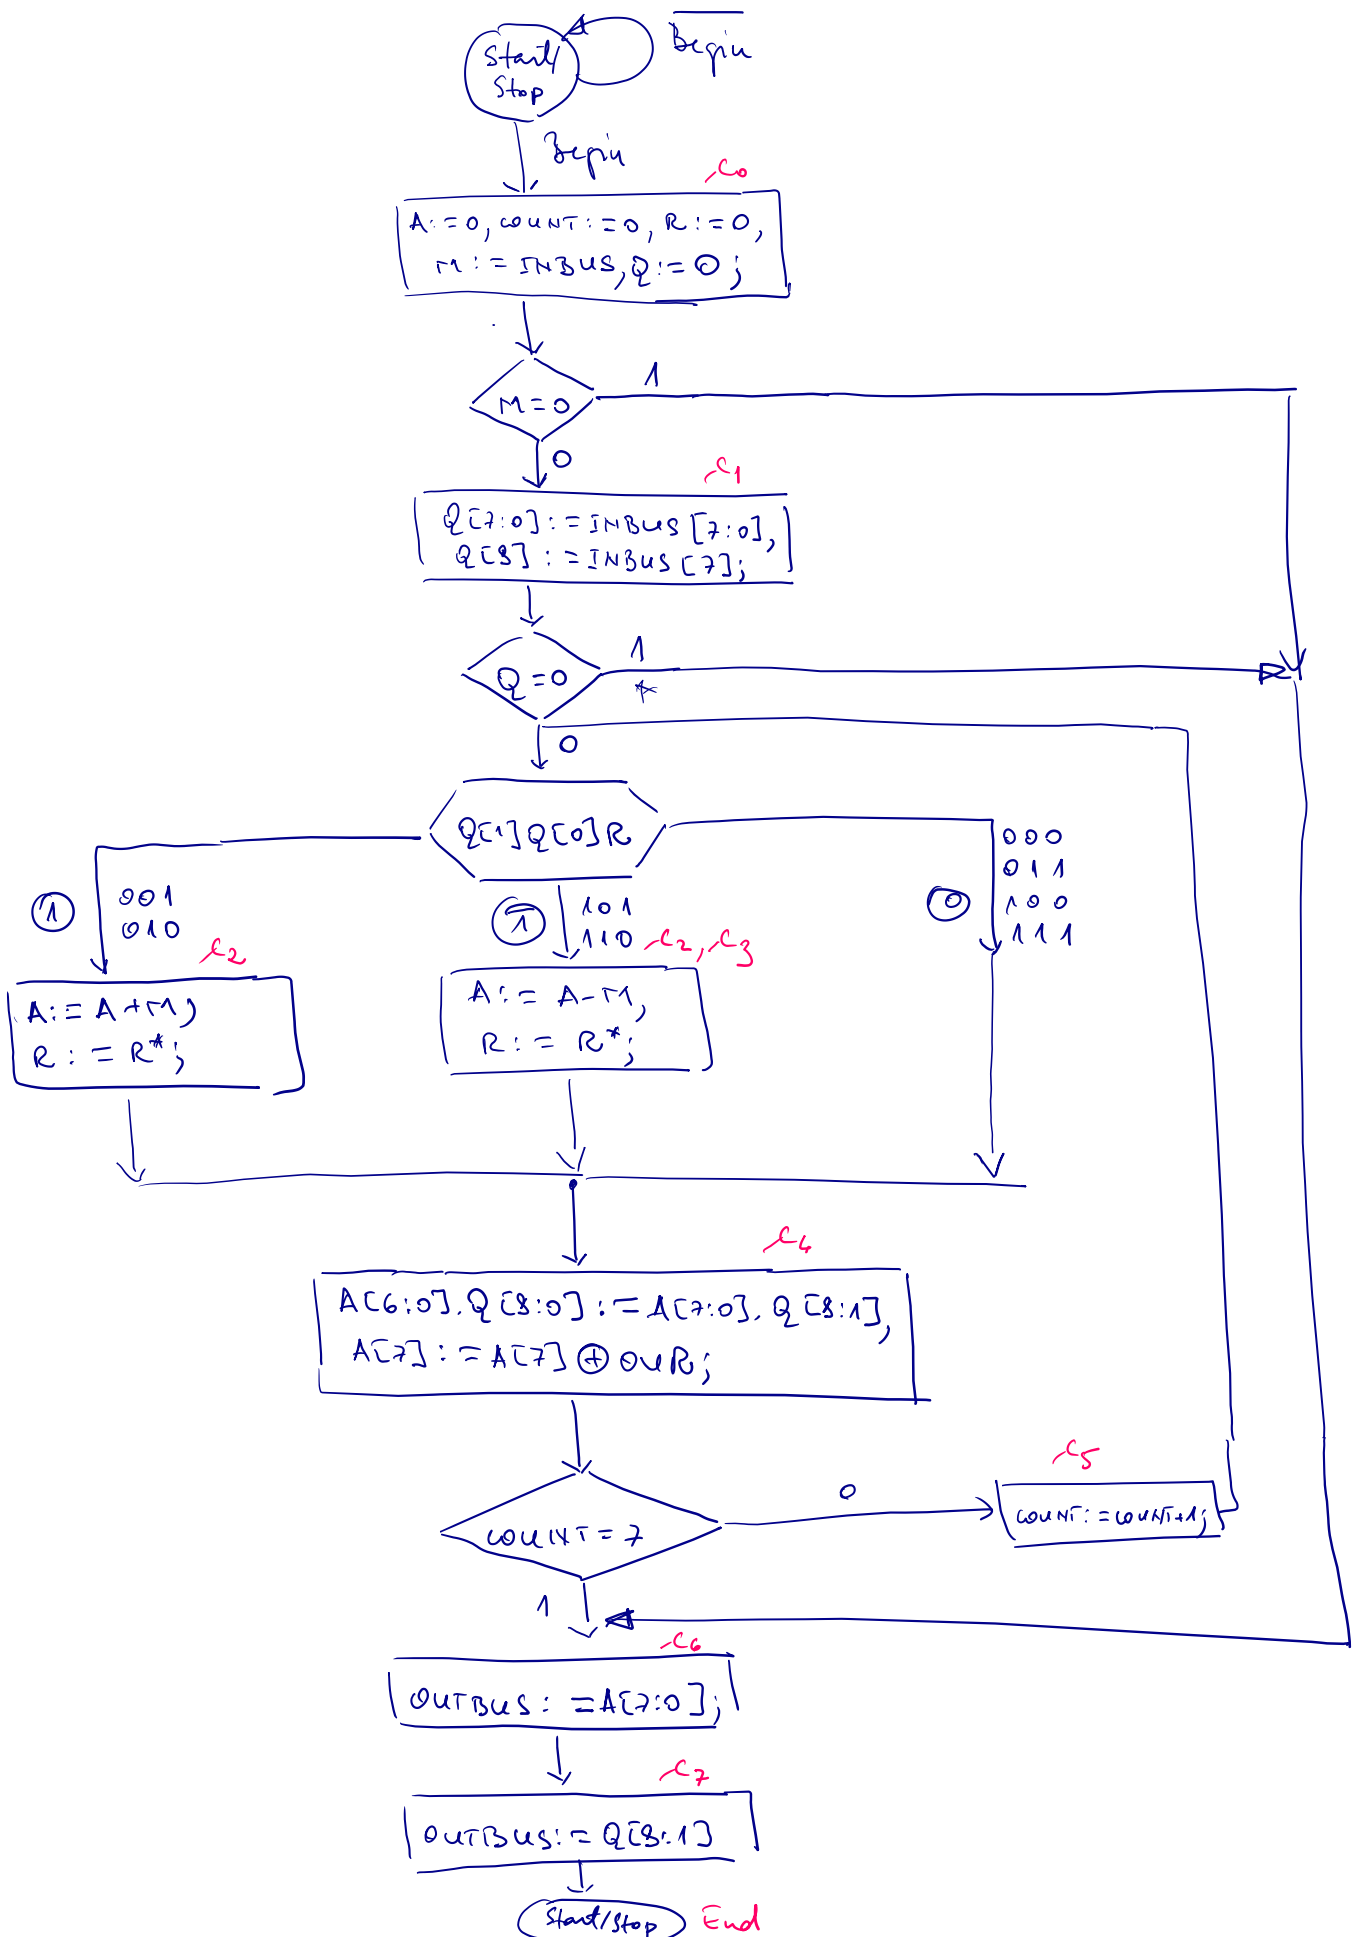 Start/
Stop
Begin
Begin
c0
A:=0, COUNT:=0, R:=0,
M:=INBUS, Q:=0;
M=0
1
0
c1
Q[7:0]:=INBUS[7:0],
Q[8]:=INBUS[7];
Q=0
1
*
0
Q[1]Q[0]R
1
001
010
c2
1
101
110
c2, c3
0
000
011
100
111
A:=A+M,
R:=R*;
A:=A-M,
R:=R*;
c4
A[6:0].Q[8:0]:=A[7:0].Q[8:1],
A[7]:=A[7]⊕OVR;
COUNT=7
0
1
c5
COUNT:=COUNT+1;
c6
OUTBUS:=A[7:0];
c7
OUTBUS:=Q[8:1]
Start/Stop
End